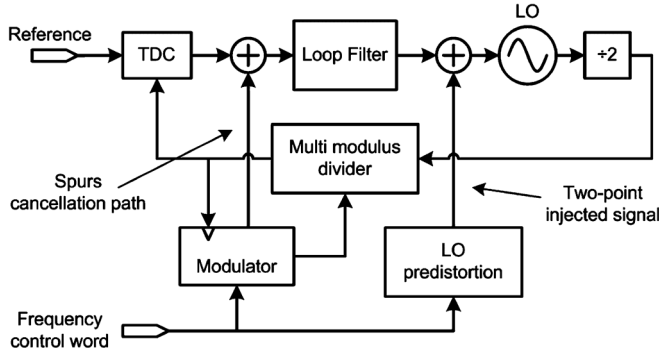 LO
Reference
TDC
Loop Filter
÷2
Multi modulus
divider
Spurs
cancellation path
Two-point
injected signal
Modulator
LO
predistortion
Frequency
control word